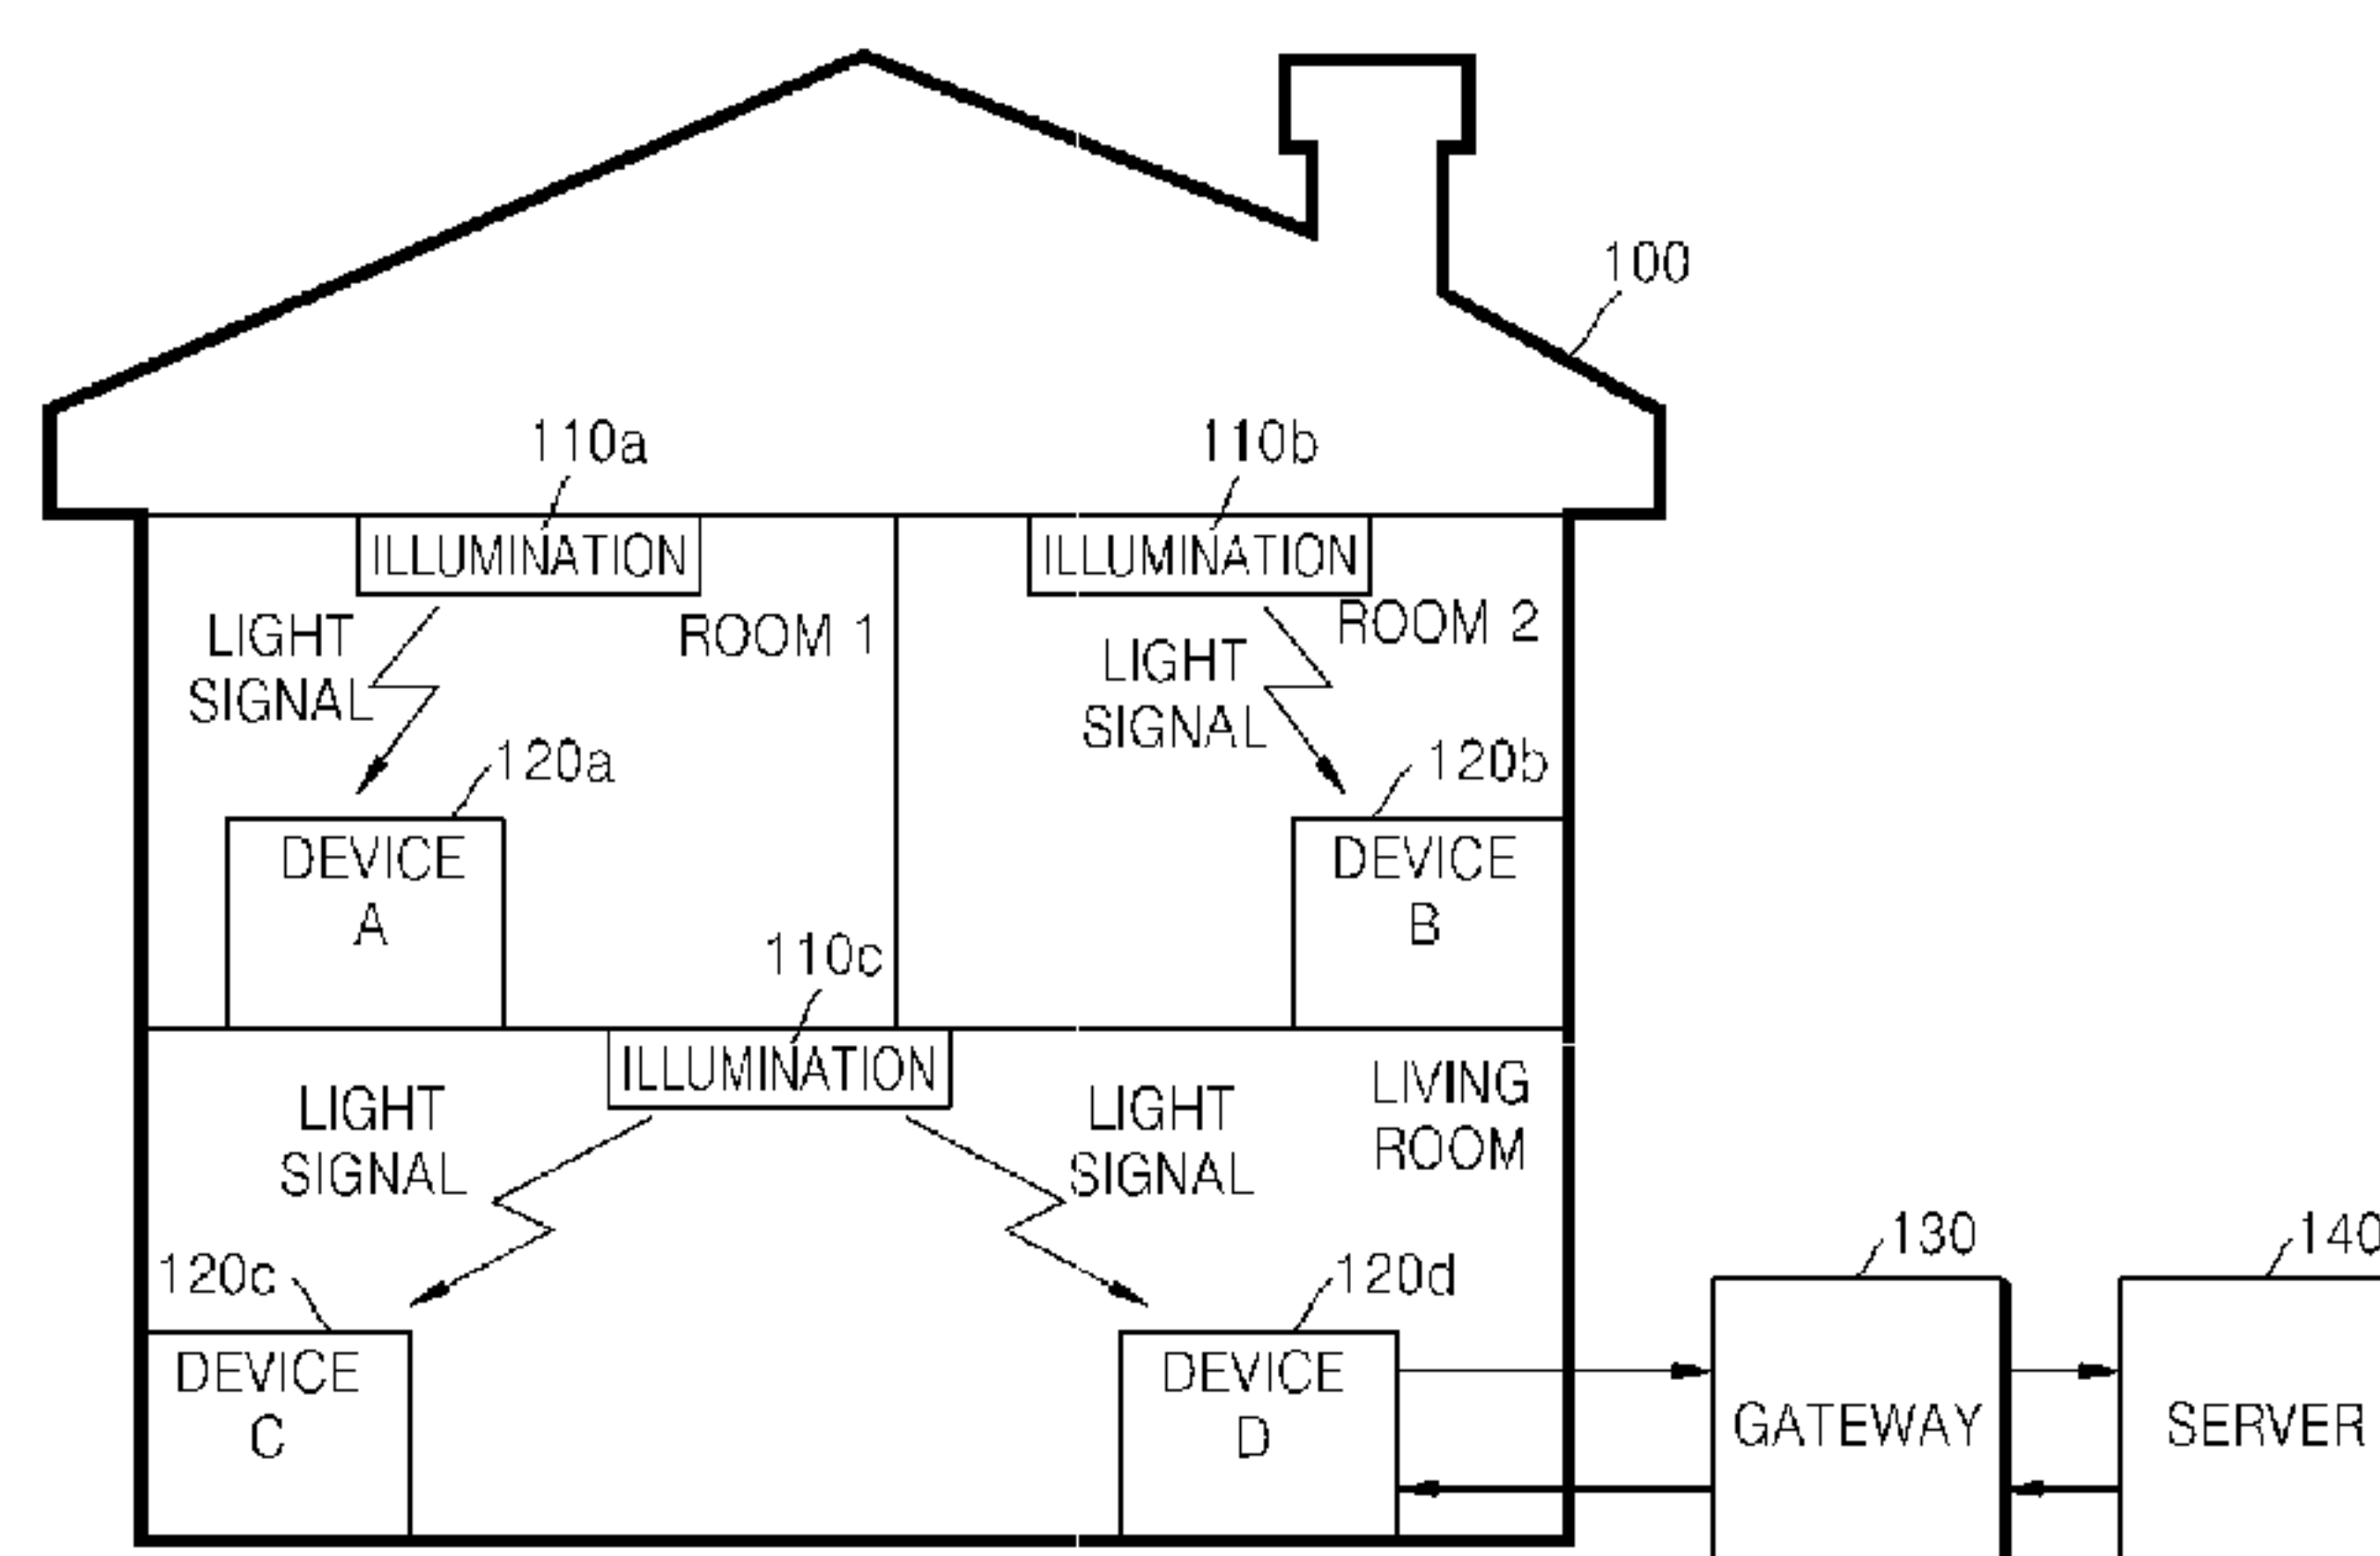 100
110a
110b
ILLUMINATION
ILLUMINATION
LIGHT
SIGNAL
ROOM 1
LIGHT
SIGNAL
ROOM 2
120a
120b
DEVICE
A
DEVICE
B
110c
ILLUMINATION
LIGHT
SIGNAL
LIGHT
SIGNAL
LIVING
ROOM
120c
120d
130
140
DEVICE
C
DEVICE
D
GATEWAY
SERVER